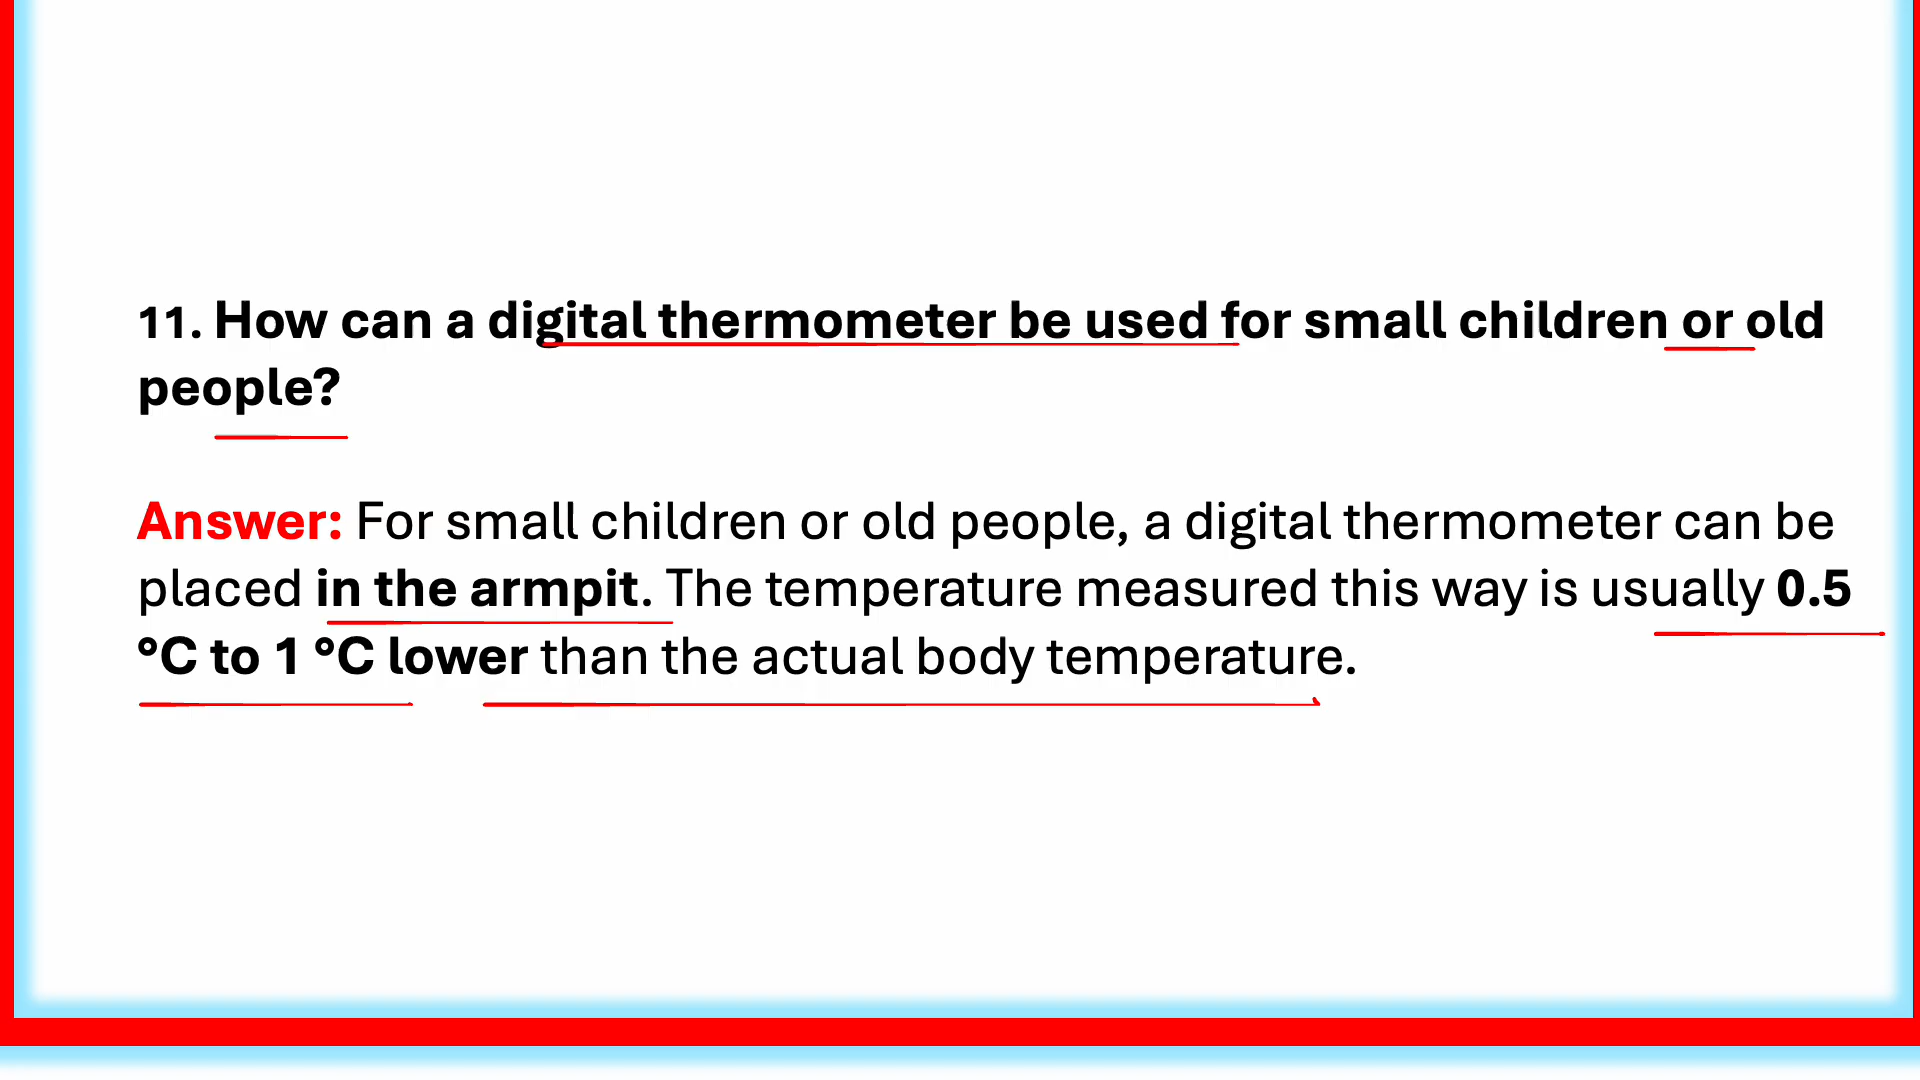 11. How can a digital thermometer be used for small children or old
people?
Answer: For small children or old people, a digital thermometer can be
placed in the armpit. The temperature measured this way is usually 0.5
°C to 1 °C lower than the actual body temperature.